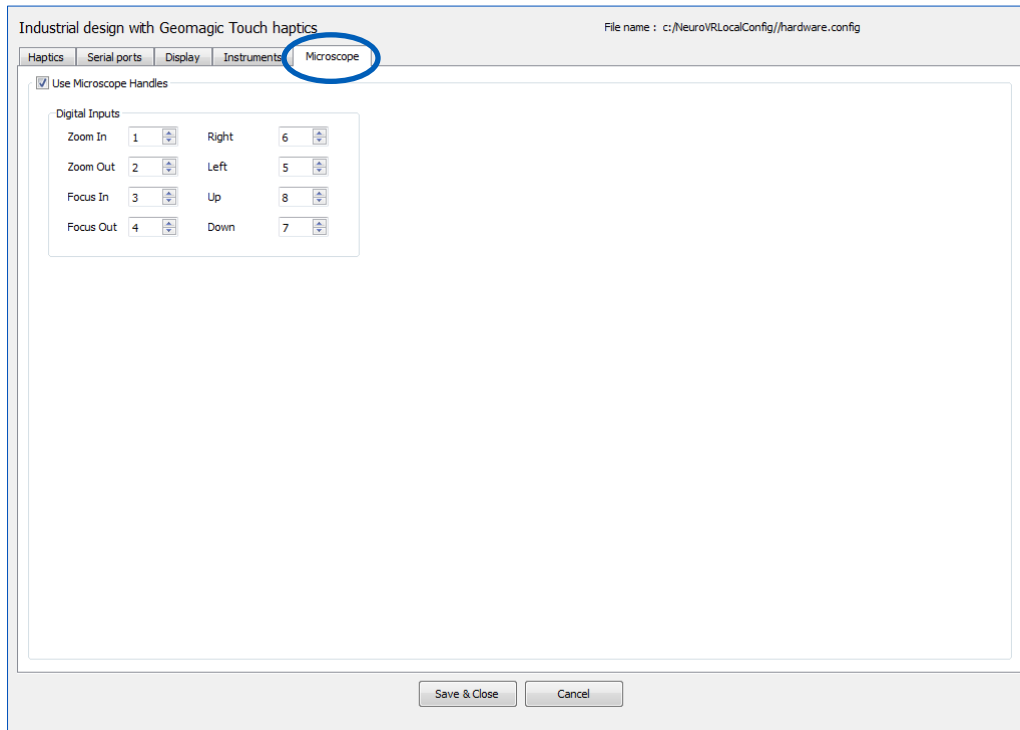 Industrial design with Geomagic Touch haptics File name : c:/NeuroVRLocalConfig//hardware.config
Haptics Serial ports Display Instruments Microscope
Use Microscope Handles
Digital Inputs
Zoom In 1 Right 6
Zoom Out 2 Left 5
Focus In 3 Up 8
Focus Out 4 Down 7
Save & Close Cancel